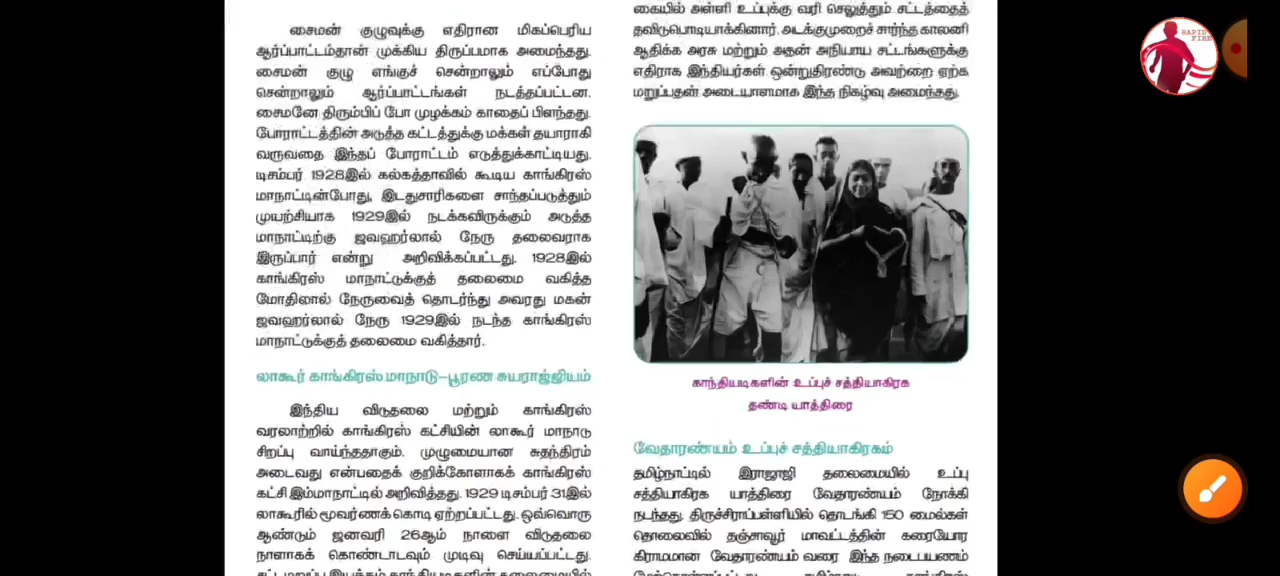 சைமன் குழுவுக்கு எதிரான மிகப்பெரிய
ஆர்ப்பாட்டம்தான் முக்கிய திருப்பமாக அமைந்தது.
சைமன் குழு எங்குச் சென்றாலும் எப்போது
சென்றாலும் ஆர்ப்பாட்டங்கள் நடத்தப்பட்டன.
சைமனே திரும்பிப் போ முழக்கம் காதைப் பிளந்தது.
போராட்டத்தின் அடுத்த கட்டத்துக்கு மக்கள் தயாராகி
வருவதை இந்தப் போராட்டம் எடுத்துக்காட்டியது.
டிசம்பர் 1928இல் கல்கத்தாவில் கூடிய காங்கிரஸ்
மாநாட்டின்போது, இடதுசாரிகளை சாந்தப்படுத்தும்
முயற்சியாக 1929இல் நடக்கவிருக்கும் அடுத்த
மாநாட்டிற்கு ஜவஹர்லால் நேரு தலைவராக
இருப்பார் என்று அறிவிக்கப்பட்டது. 1928இல்
காங்கிரஸ் மாநாட்டுக்குத் தலைமை வகித்த
மோதிலால் நேருவைத் தொடர்ந்து அவரது மகன்
ஜவஹர்லால் நேரு 1929இல் நடந்த காங்கிரஸ்
மாநாட்டுக்குத் தலைமை வகித்தார்.
லாகூர் காங்கிரஸ் மாநாடு–பூரண சுயராஜ்ஜியம்
இந்திய விடுதலை மற்றும் காங்கிரஸ்
வரலாற்றில் காங்கிரஸ் கட்சியின் லாகூர் மாநாடு
சிறப்பு வாய்ந்ததாகும். முழுமையான சுதந்திரம்
அடைவது என்பதைக் குறிக்கோளாகக் காங்கிரஸ்
கட்சி இம்மாநாட்டில் அறிவித்தது. 1929 டிசம்பர் 31இல்
லாகூரில் மூவர்ணக் கொடி ஏற்றப்பட்டது. ஒவ்வொரு
ஆண்டும் ஜனவரி 26ஆம் நாளை விடுதலை
நாளாகக் கொண்டாடவும் முடிவு செய்யப்பட்டது.
சட்டமறுப்பு இயக்கம் காந்தியடிகளின் தலைமையில்
கையில் அள்ளி உப்புக்கு வரி செலுத்தும் சட்டத்தைத்
தவிடுபொடியாக்கினார். அடக்குமுறைச் சார்ந்த காலனி
ஆதிக்க அரசு மற்றும் அதன் அநியாய சட்டங்களுக்கு
எதிராக இந்தியர்கள் ஒன்றுதிரண்டு அவற்றை ஏற்க
மறுப்பதன் அடையாளமாக இந்த நிகழ்வு அமைந்தது.
காந்தியடிகளின் உப்புச் சத்தியாகிரக
தண்டி யாத்திரை
வேதாரண்யம் உப்புச் சத்தியாகிரகம்
தமிழ்நாட்டில் இராஜாஜி தலைமையில் உப்பு
சத்தியாகிரக யாத்திரை வேதாரண்யம் நோக்கி
நடந்தது. திருச்சிராப்பள்ளியில் தொடங்கி 150 மைல்கள்
தொலைவில் தஞ்சாவூர் மாவட்டத்தின் கரையோர
கிராமமான வேதாரண்யம் வரை இந்த நடைபயணம்
RAPID
FIRE